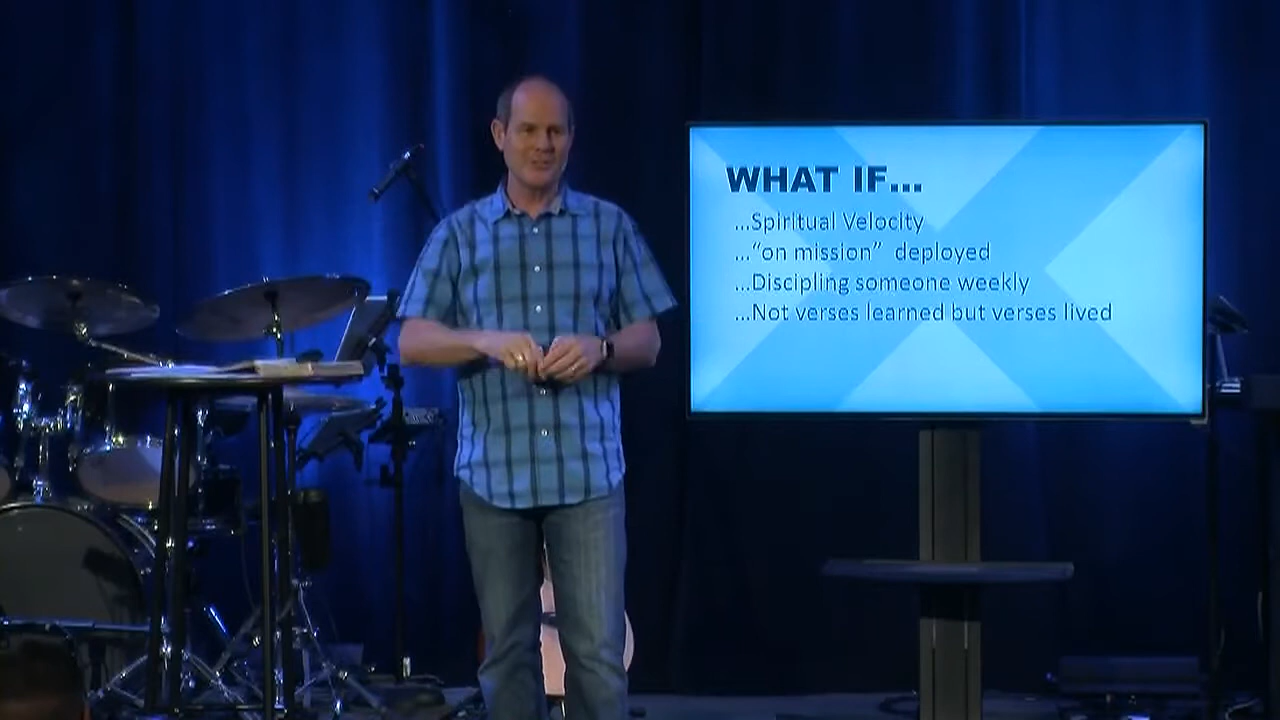 WHAT IF...
...Spiritual Velocity
..."on mission" deployed
...Discipling someone weekly
...Not verses learned but verses lived